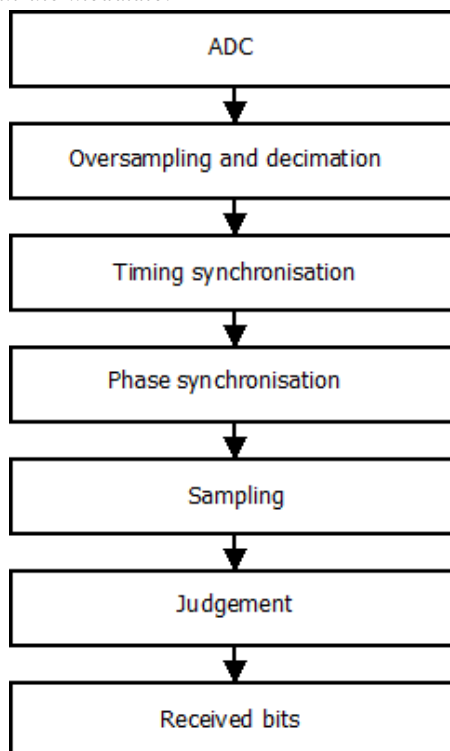 ADC
Oversampling and decimation
Timing synchronisation
Phase synchronisation
Sampling
Judgement
Received bits